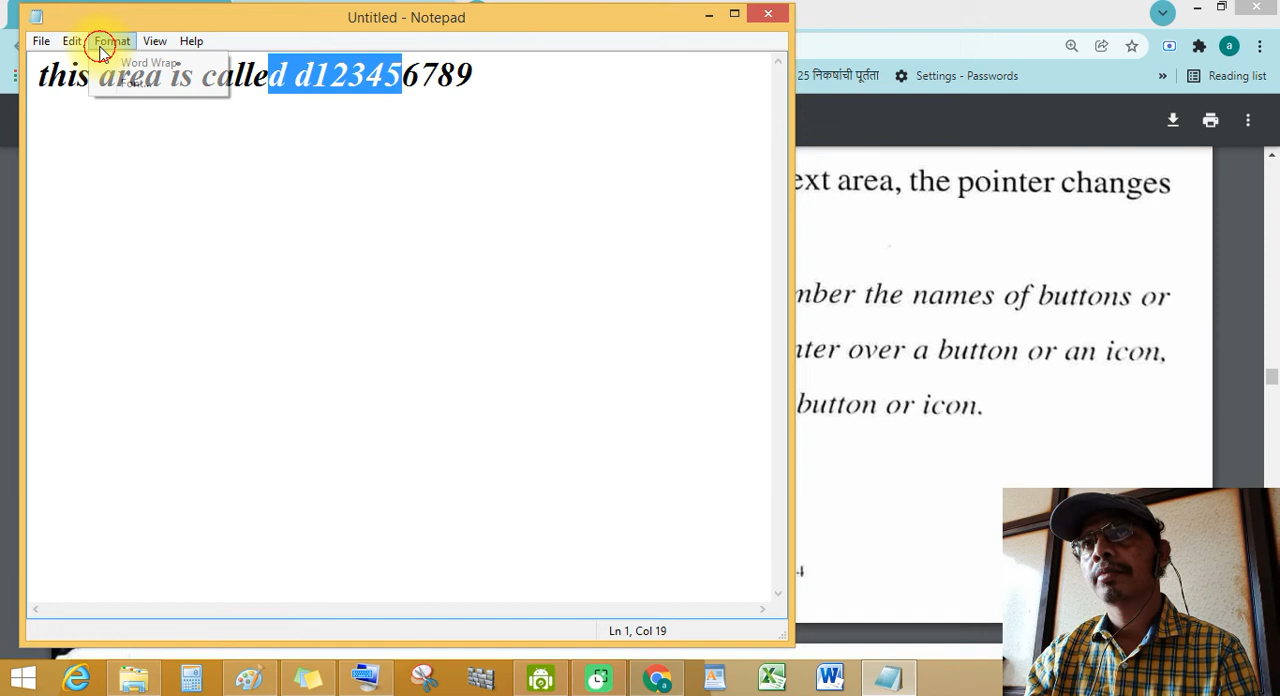 Untitled - Notepad
File Edit Format View Help
Word Wrap
Font...
this area is called d123456789
25 निकषांची पूर्तता
Settings - Passwords
»
Reading list
a
ext area, the pointer changes
mber the names of buttons or
nter over a button or an icon,
button or icon.
4
Ln 1, Col 19